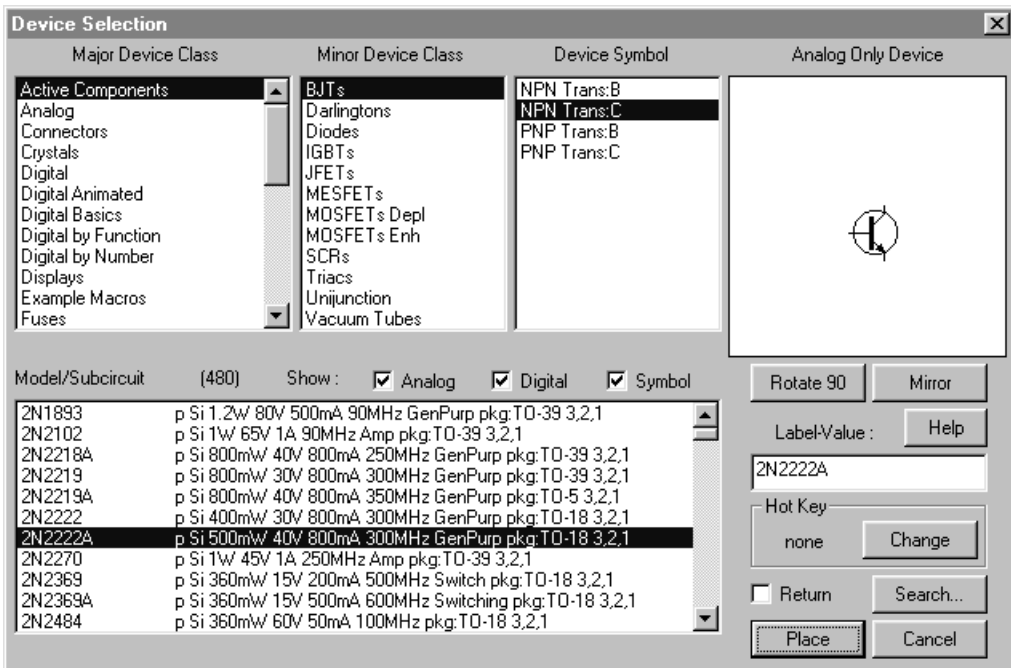 Device Selection
Major Device Class
Minor Device Class
Device Symbol
Analog Only Device
Active Components
Analog
Connectors
Crystals
Digital
Digital Animated
Digital Basics
Digital by Function
Digital by Number
Displays
Example Macros
Fuses
BJTs
Darlingtons
Diodes
IGBTs
JFETs
MESFETs
MOSFETs Depl
MOSFETs Enh
SCRs
Triacs
Unijunction
Vacuum Tubes
NPN Trans:B
NPN Trans:C
PNP Trans:B
PNP Trans:C
Model/Subcircuit (480) Show : Analog Digital Symbol
2N1893 p Si 1.2W 80V 500mA 90MHz GenPurp pkg:TO-39 3,2,1
2N2102 p Si 1W 65V 1A 90MHz Amp pkg:TO-39 3,2,1
2N2218A p Si 800mW 40V 800mA 250MHz GenPurp pkg:TO-39 3,2,1
2N2219 p Si 800mW 30V 800mA 300MHz GenPurp pkg:TO-39 3,2,1
2N2219A p Si 800mW 40V 800mA 350MHz GenPurp pkg:TO-5 3,2,1
2N2222 p Si 400mW 30V 800mA 300MHz GenPurp pkg:TO-18 3,2,1
2N2222A p Si 500mW 40V 800mA 300MHz GenPurp pkg:TO-18 3,2,1
2N2270 p Si 1W 45V 1A 250MHz Amp pkg:TO-39 3,2,1
2N2369 p Si 360mW 15V 200mA 500MHz Switch pkg:TO-18 3,2,1
2N2369A p Si 360mW 15V 500mA 600MHz Switching pkg:TO-18 3,2,1
2N2484 p Si 360mW 60V 50mA 100MHz pkg:TO-18 3,2,1
Rotate 90
Mirror
Label-Value :
Help
2N2222A
Hot Key
none
Change
Return
Search...
Place
Cancel